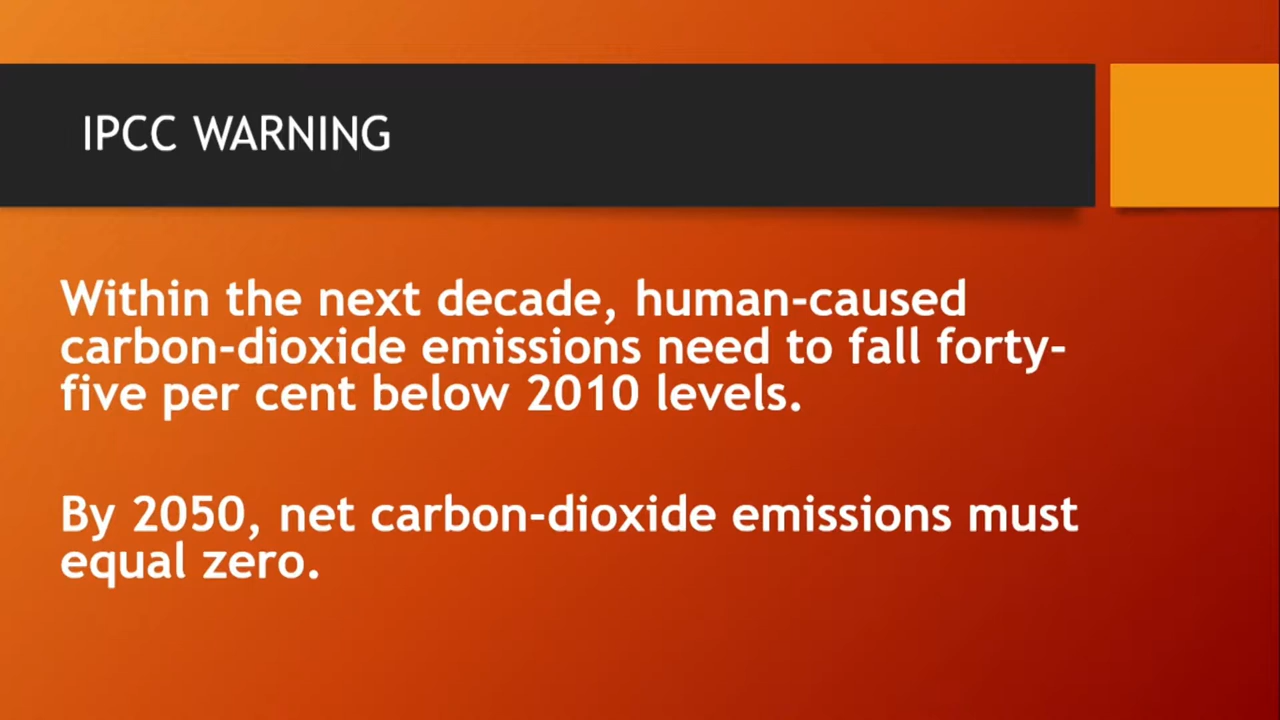 IPCC WARNING
Within the next decade, human-caused
carbon-dioxide emissions need to fall forty-
five per cent below 2010 levels.
By 2050, net carbon-dioxide emissions must
equal zero.